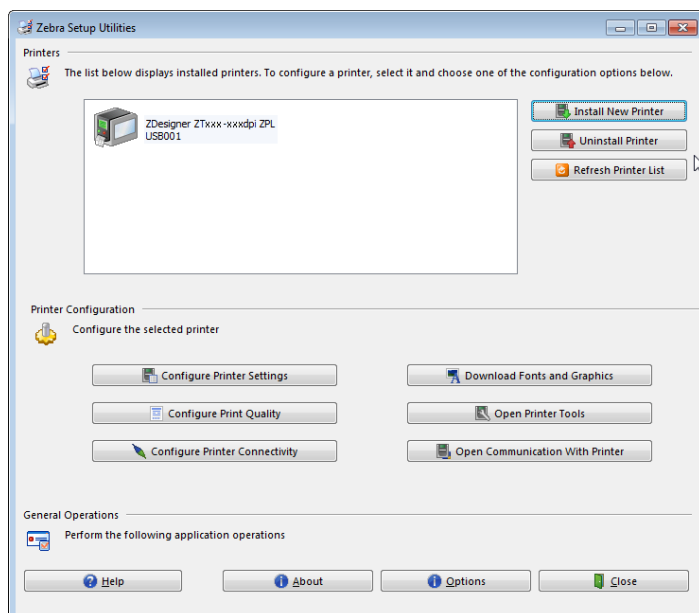 Zebra Setup Utilities
Printers
The list below displays installed printers. To configure a printer, select it and choose one of the configuration options below.
ZDesigner ZTxxx-xxxdpi ZPL
USB001
Install New Printer
Uninstall Printer
Refresh Printer List
Printer Configuration
Configure the selected printer
Configure Printer Settings
Download Fonts and Graphics
Configure Print Quality
Open Printer Tools
Configure Printer Connectivity
Open Communication With Printer
General Operations
Perform the following application operations
Help
About
Options
Close